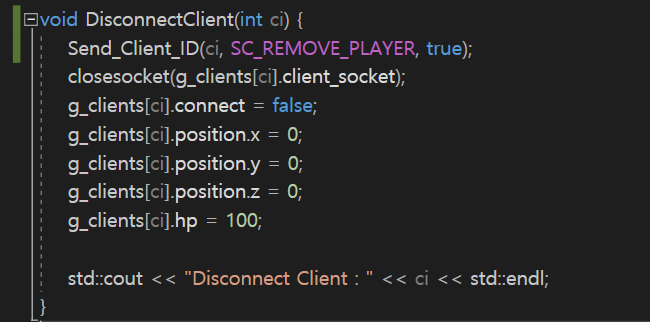 void DisconnectClient(int ci) {
Send_Client_ID(ci, SC_REMOVE_PLAYER, true);
closesocket(g_clients[ci].client_socket);
g_clients[ci].connect = false;
g_clients[ci].position.x = 0;
g_clients[ci].position.y = 0;
g_clients[ci].position.z = 0;
g_clients[ci].hp = 100;
std::cout << "Disconnect Client : " << ci << std::endl;
}